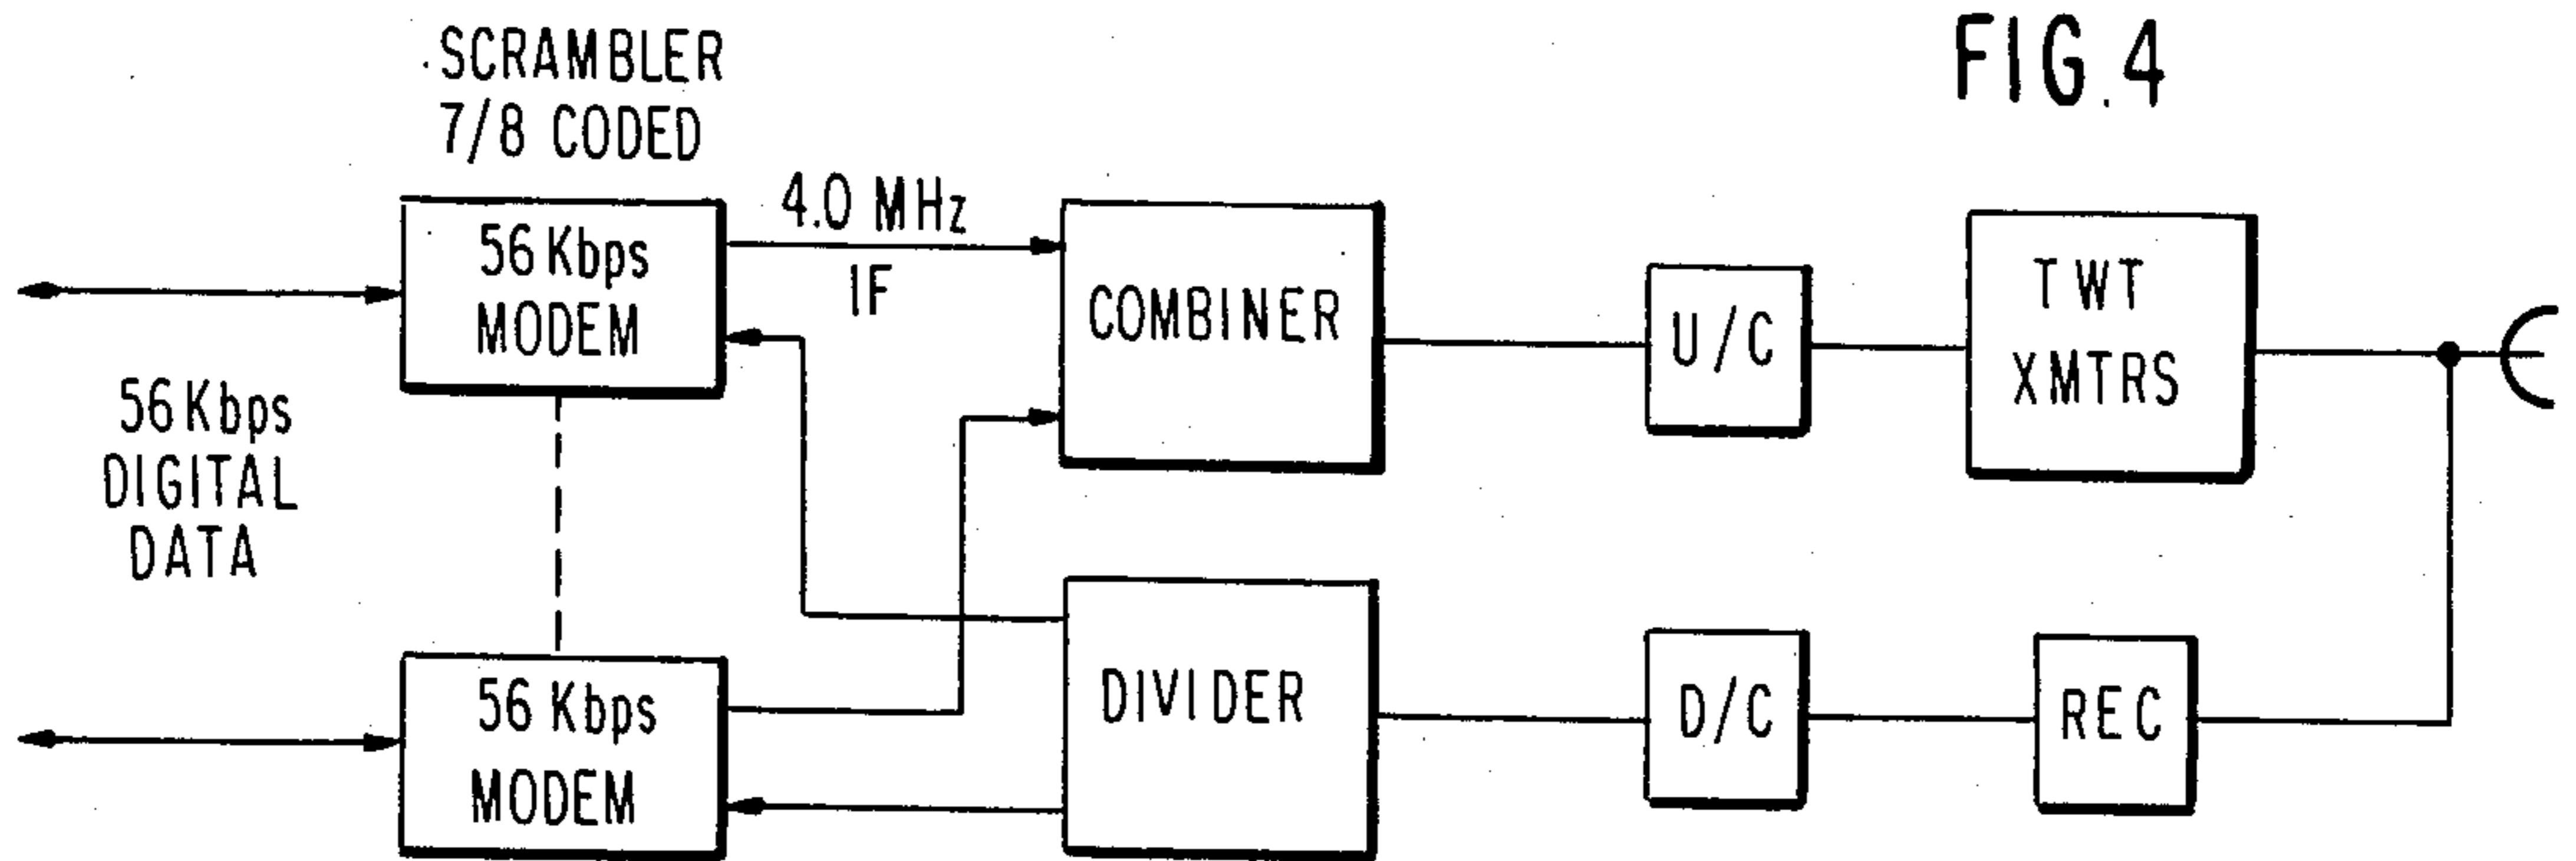 FIG.4
SCRAMBLER
7/8 CODED
56 Kbps
MODEM
4.0 MHz
IF
COMBINER
U/C
TWT
XMTRS
56 Kbps
DIGITAL
DATA
56 Kbps
MODEM
DIVIDER
D/C
REC